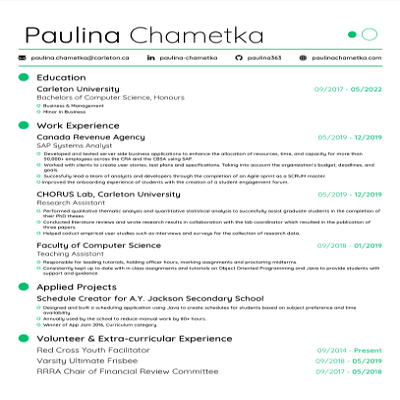 Paulina Chametka
paulina.chametka@carleton.ca paulina-chametka paulina363 paulinachametka.com
Education
Carleton University 09/2017 - 05/2022
Bachelors of Computer Science, Honours
Business & Management
Minor in Business
Work Experience
Canada Revenue Agency 05/2019 - 12/2019
SAP Systems Analyst
Developed and tested server side business applications to enhance the allocation of resources, time, and capacity for more than
50,000+ employees across the CRA and the CBSA using SAP.
Worked with clients to create user stories, test plans and specifications. Taking into account the organization's budget, deadlines, and
goals.
Successfully lead a team of analysts and developers through the completion of an Agile sprint as a SCRUM master
Improved the onboarding experience of students with the creation of a student engagement forum.
CHORUS Lab, Carleton University 05/2019 - 12/2019
Research Assistant
Performed qualitative thematic analysis and quantitative statistical analysis to successfully assist graduate students in the completion of
their PhD theses
Conducted literature reviews and wrote research results in collaboration with the lab coordinator which resulted in the publication of
three papers
Helped coduct emperical user studies such as interviews and surveys for the collection of research data
Faculty of Computer Science 09/2018 - 01/2019
Teaching Assistant
Responsible for leading tutorials, holding officer hours, marking assignments and proctoring midterms.
Consistently kept up to date with in class assignments and tutorials on Object Oriented Programming and Java to provide students with
support and guidance.
Applied Projects
Schedule Creator for A.Y. Jackson Secondary School
Designed and built a scheduling application using Java to create schedules for students based on subject preference and time
availability
Annually used by the school to reduce manual work by 80+ hours.
Winner of App Jam 2016, Curriculum category.
Volunteer & Extra-curricular Experience
Red Cross Youth Facilitator 09/2014 - Present
Varsity Ultimate Frisbee 09/2018 - 05/2019
RRRA Chair of Financial Review Committee 09/2017 - 05/2018